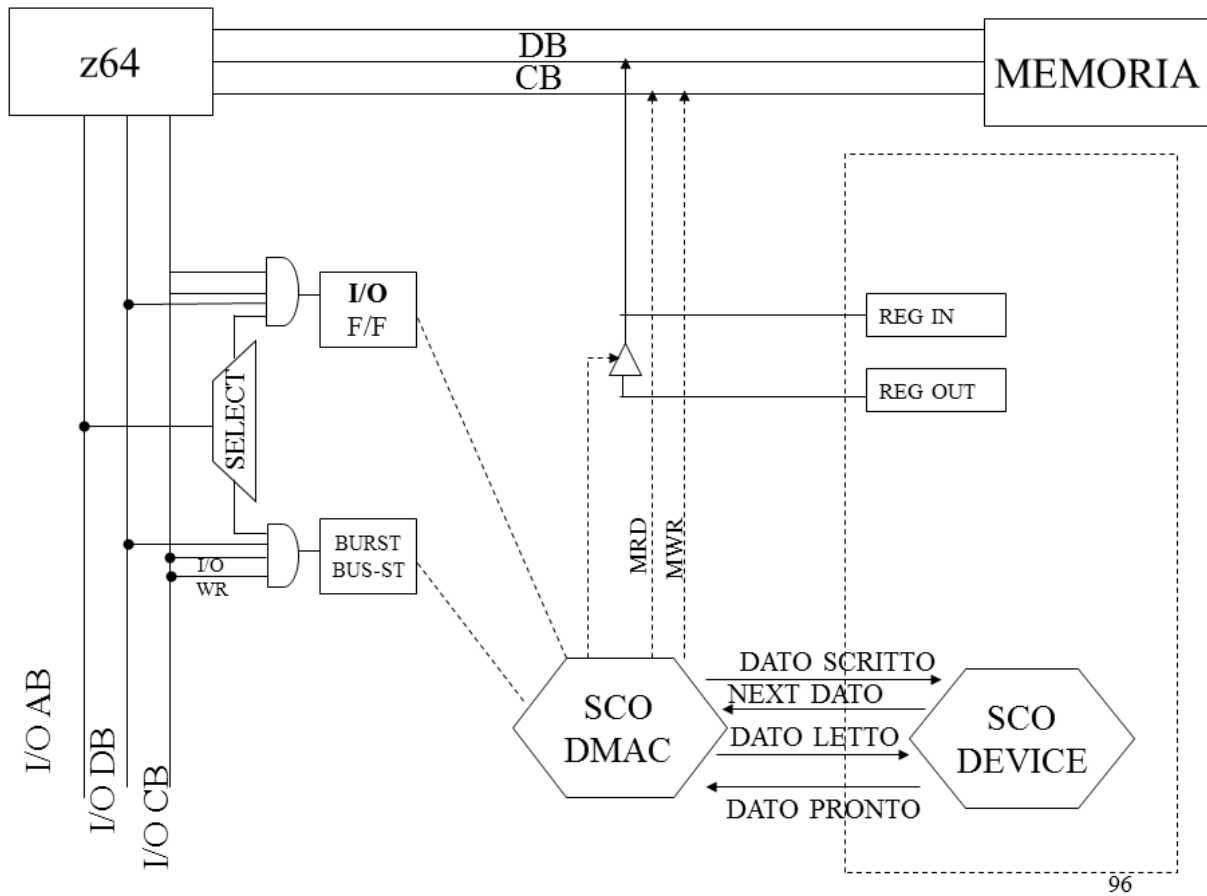 z64
DB
CB
MEMORIA
I/O
F/F
SELECT
REG IN
REG OUT
BURST
BUS-ST
I/O
WR
MRD
MWR
I/O AB
I/O DB
I/O CB
SCO
DMAC
DATO SCRITTO
NEXT DATO
DATO LETTO
DATO PRONTO
SCO
DEVICE
96